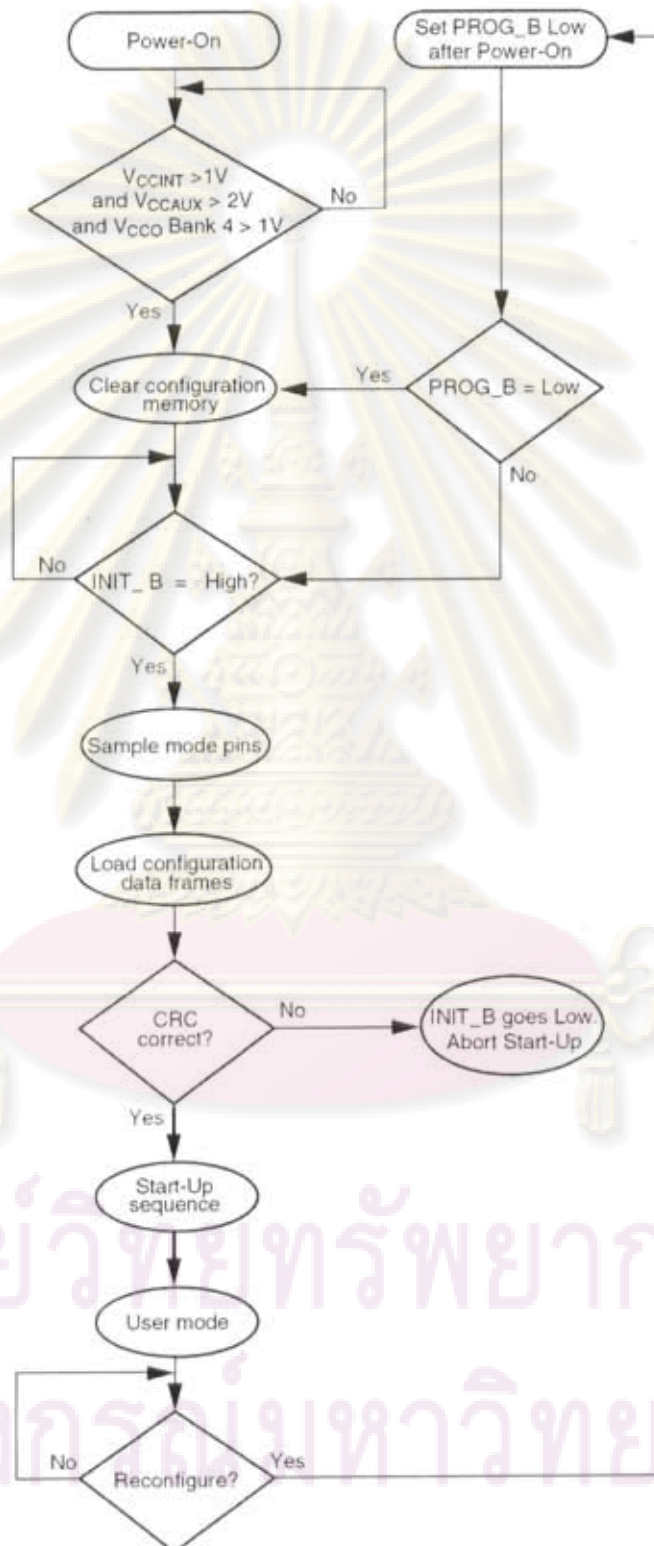 Power-On
Set PROG_B Low
after Power-On
VCCINT >1V
and VCCAUX > 2V
and VCCO Bank 4 > 1V
No
Yes
Clear configuration
memory
Yes
PROG_B = Low
No
No
INIT_ B = High?
Yes
Sample mode pins
Load configuration
data frames
CRC
correct?
No
INIT_B goes Low.
Abort Start-Up
Yes
Start-Up
sequence
User mode
No
Reconfigure?
Yes